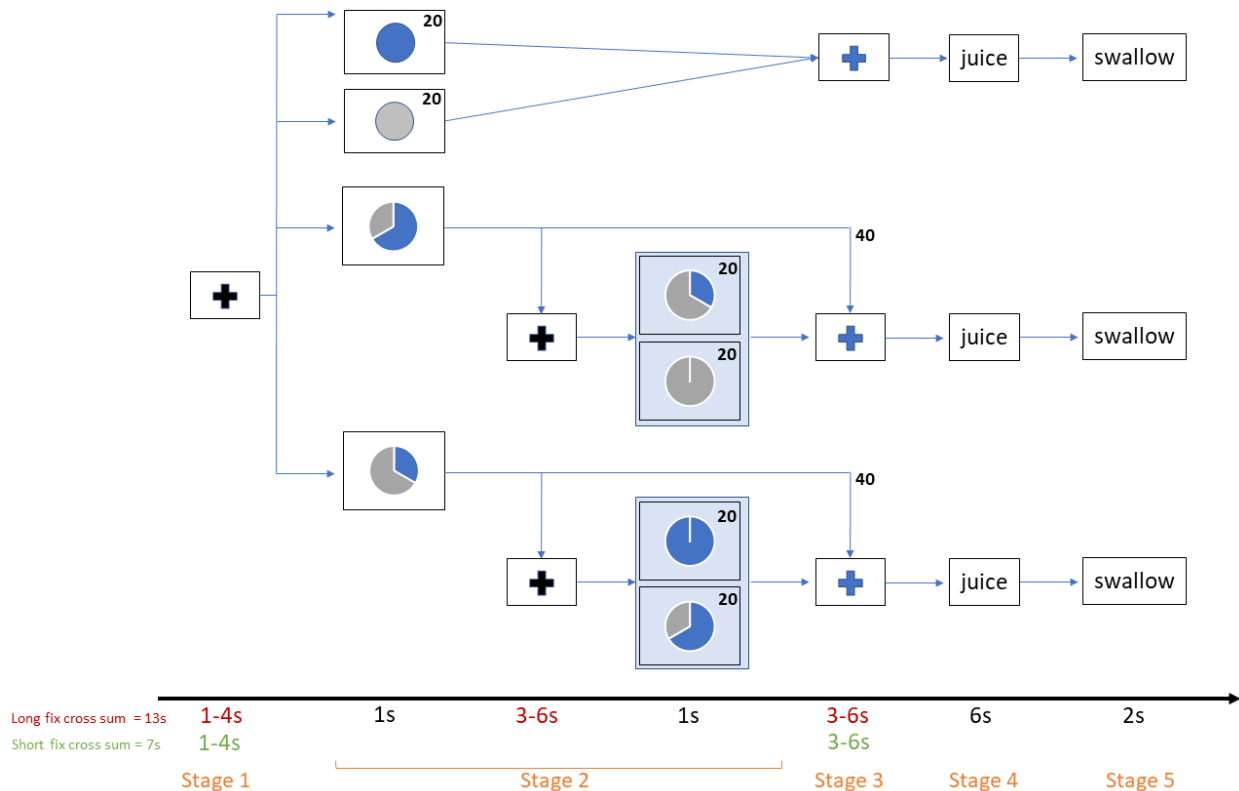 20
20
juice
swallow
40
20
20
juice
swallow
40
20
20
juice
swallow
Long fix cross sum = 13s 1-4s 1s 3-6s 1s 3-6s 6s 2s
Short fix cross sum = 7s 1-4s 3-6s
Stage 1 Stage 2 Stage 3 Stage 4 Stage 5